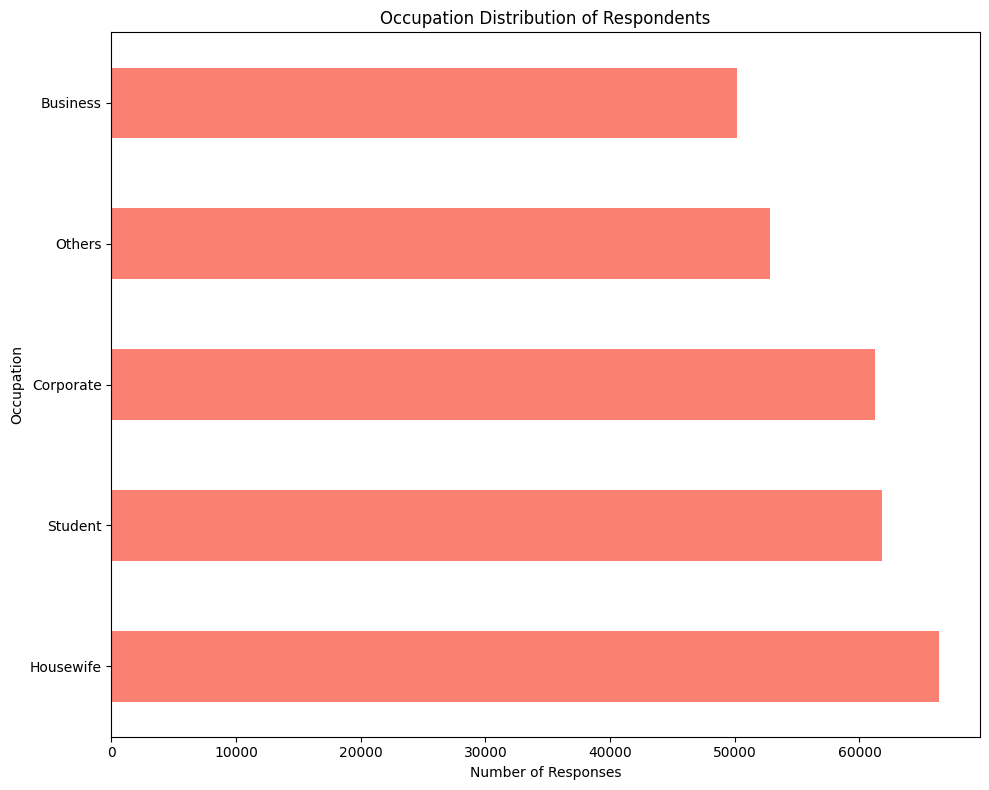 Occupation Distribution of Respondents
Business
Others
Corporate
Student
Housewife
Occupation
0 10000 20000 30000 40000 50000 60000
Number of Responses